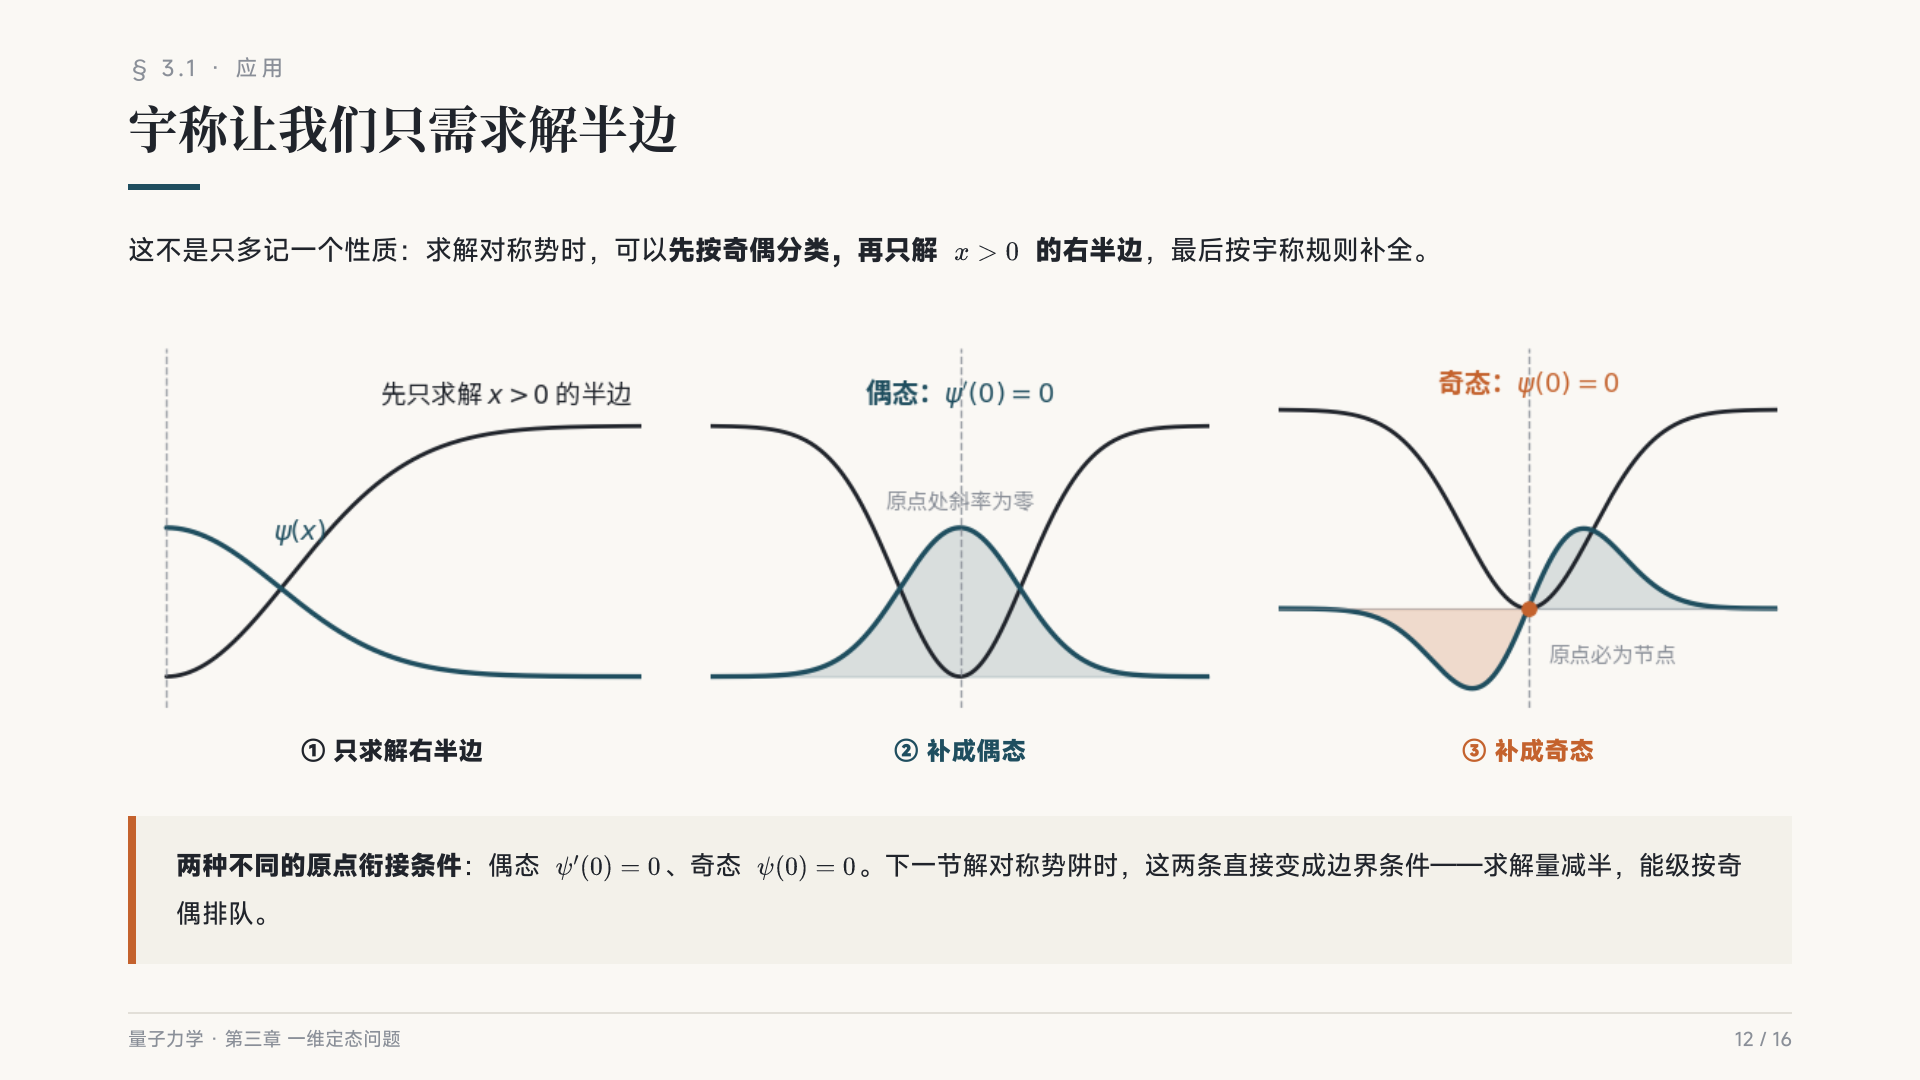 § 3.1 · 应用
宇称让我们只需求解半边
这不是只多记一个性质：求解对称势时，可以先按奇偶分类，再只解 x > 0 的右半边，最后按宇称规则补全。
先只求解 x > 0 的半边
ψ(x)
① 只求解右半边
偶态：ψ′(0) = 0
原点处斜率为零
② 补成偶态
奇态：ψ(0) = 0
原点必为节点
③ 补成奇态
两种不同的原点衔接条件：偶态 ψ′(0) = 0、奇态 ψ(0) = 0。下一节解对称势阱时，这两条直接变成边界条件——求解量减半，能级按奇
偶排队。
量子力学 · 第三章 一维定态问题
12 / 16